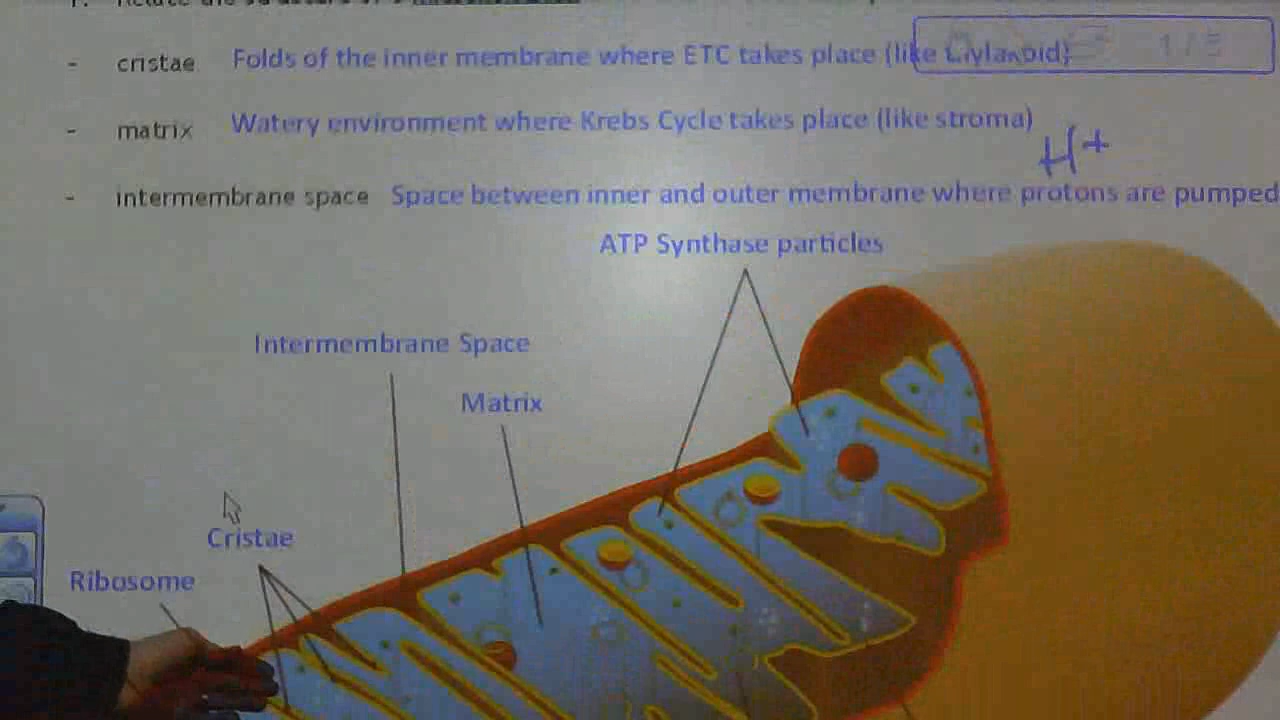 - cristae Folds of the inner membrane where ETC takes place (like thylakoid)
- matrix Watery environment where Krebs Cycle takes place (like stroma)
H+
- intermembrane space Space between inner and outer membrane where protons are pumped
ATP Synthase particles
Intermembrane Space
Matrix
Cristae
Ribosome